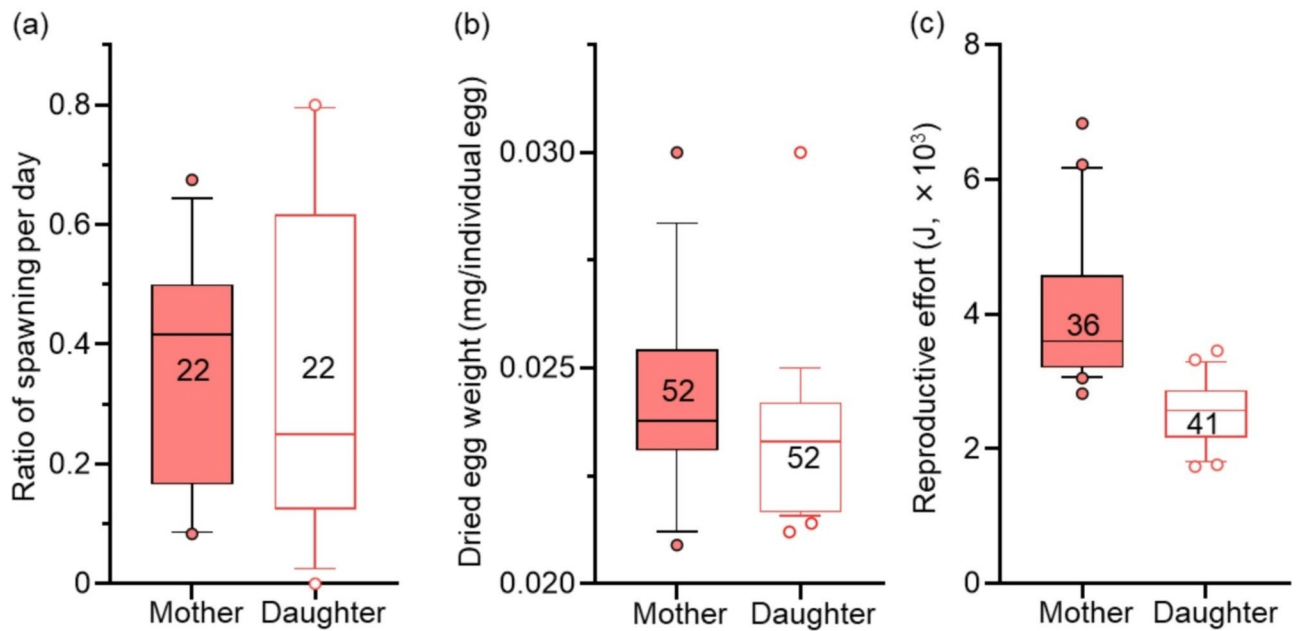 (a)
Ratio of spawning per day
0.8
0.6
0.4
0.2
0
22
22
Mother
Daughter
(b)
Dried egg weight (mg/individual egg)
0.030
0.025
0.020
52
52
Mother
Daughter
(c)
Reproductive effort (J, ×10³)
8
6
4
2
0
36
41
Mother
Daughter